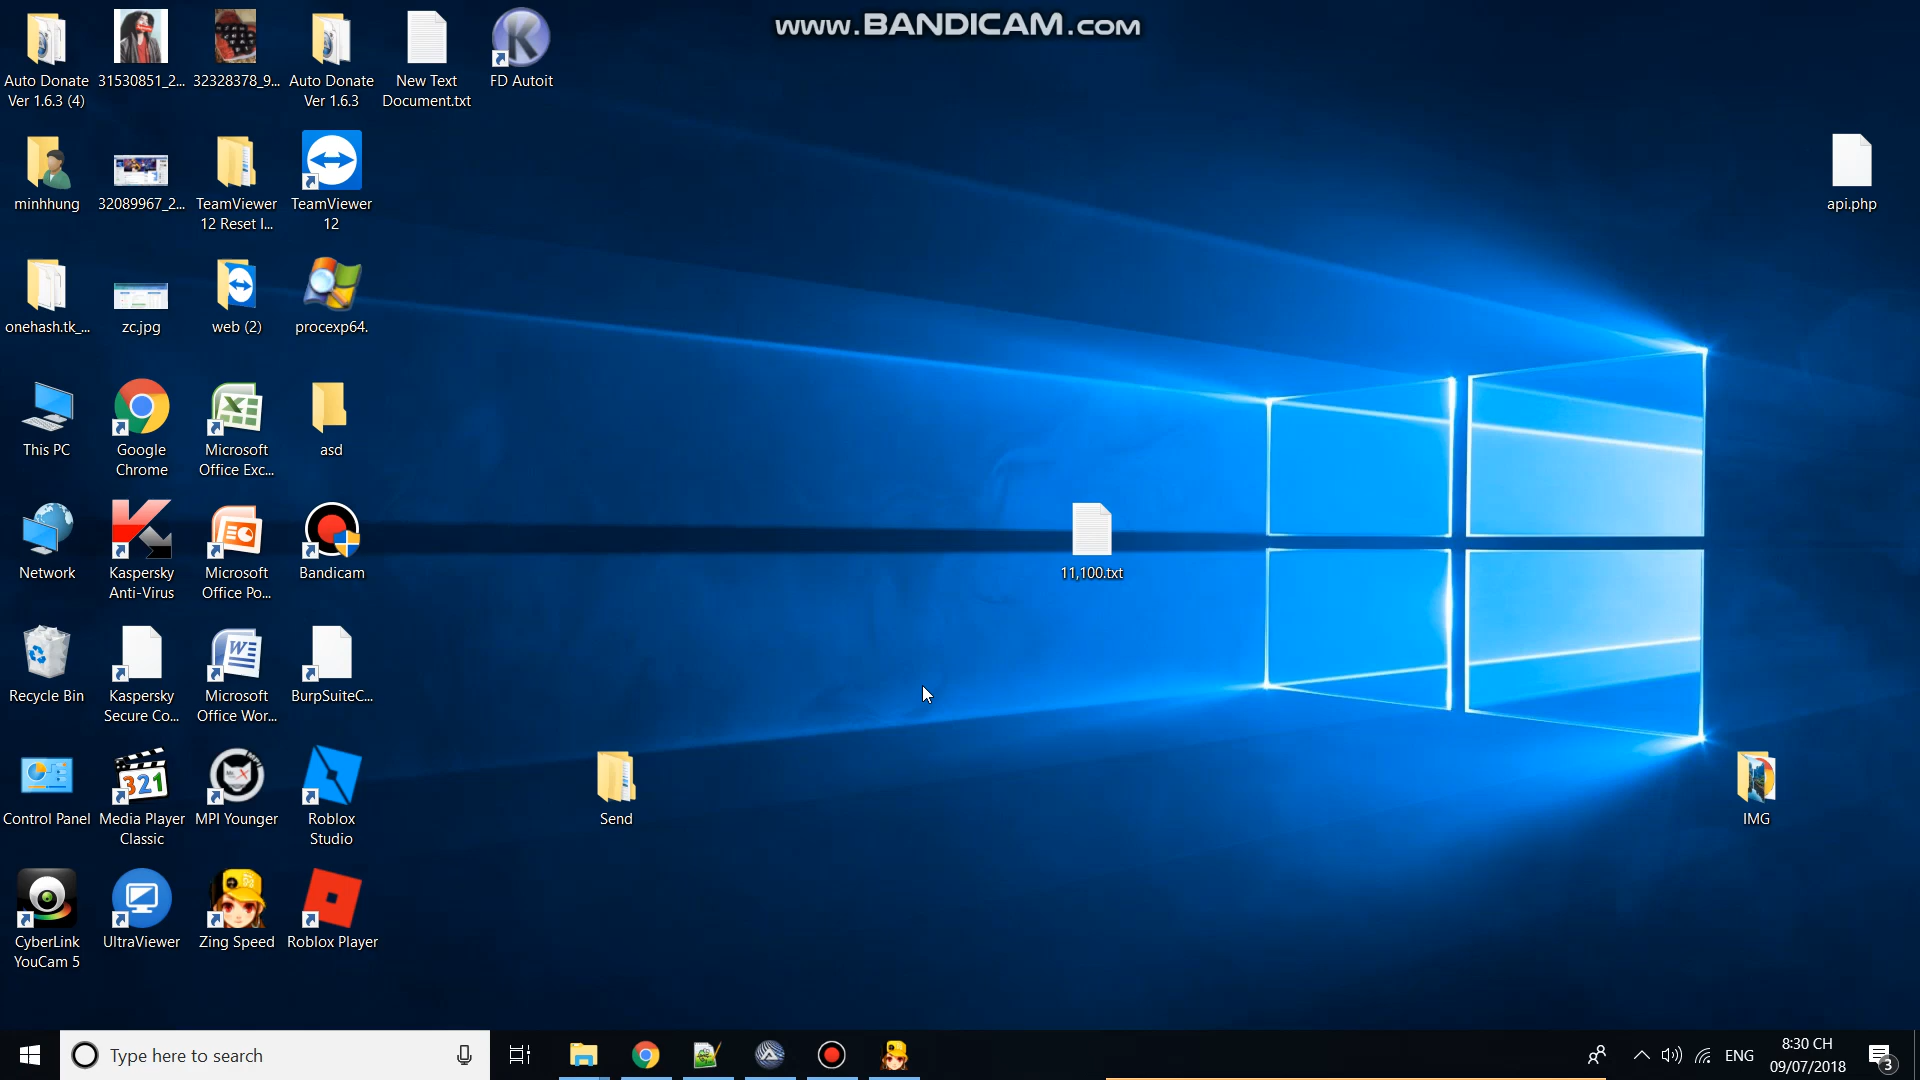 www.BANDICAM.com
Auto Donate
Ver 1.6.3 (4)
31530851_2...
32328378_9...
Auto Donate
Ver 1.6.3
New Text
Document.txt
FD Autoit
minhhung
32089967_2...
TeamViewer
12 Reset I...
TeamViewer
12
api.php
onehash.tk_...
zc.jpg
web (2)
procexp64.
This PC
Google
Chrome
Microsoft
Office Exc...
asd
Network
Kaspersky
Anti-Virus
Microsoft
Office Po...
Bandicam
11,100.txt
Recycle Bin
Kaspersky
Secure Co...
Microsoft
Office Wor...
BurpSuiteC...
Control Panel
Media Player
Classic
MPI Younger
Roblox
Studio
Send
IMG
CyberLink
YouCam 5
UltraViewer
Zing Speed
Roblox Player
Type here to search
ENG
8:30 CH
09/07/2018
3